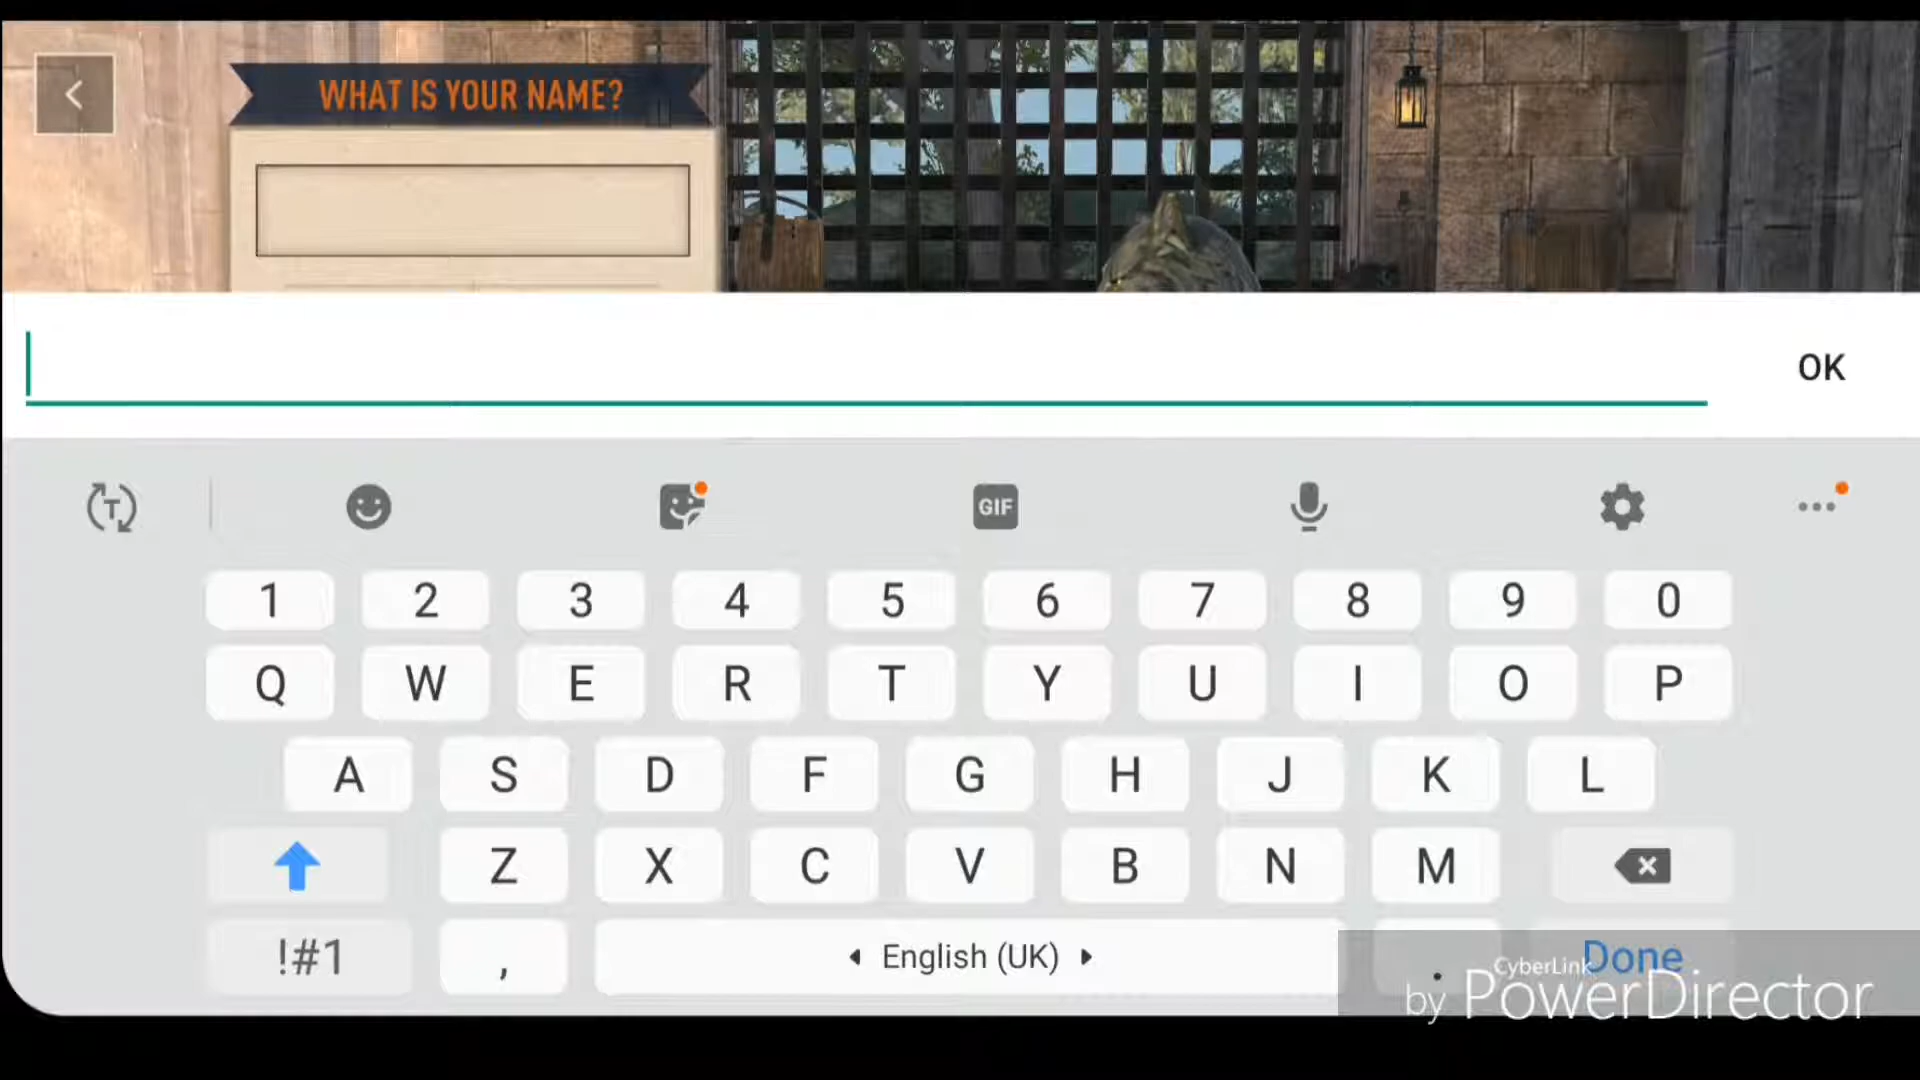 WHAT IS YOUR NAME?
OK
T
GIF
1 2 3 4 5 6 7 8 9 0
Q W E R T Y U I O P
A S D F G H J K L
Z X C V B N M
!#1 , English (UK) . Done
CyberLink
by PowerDirector